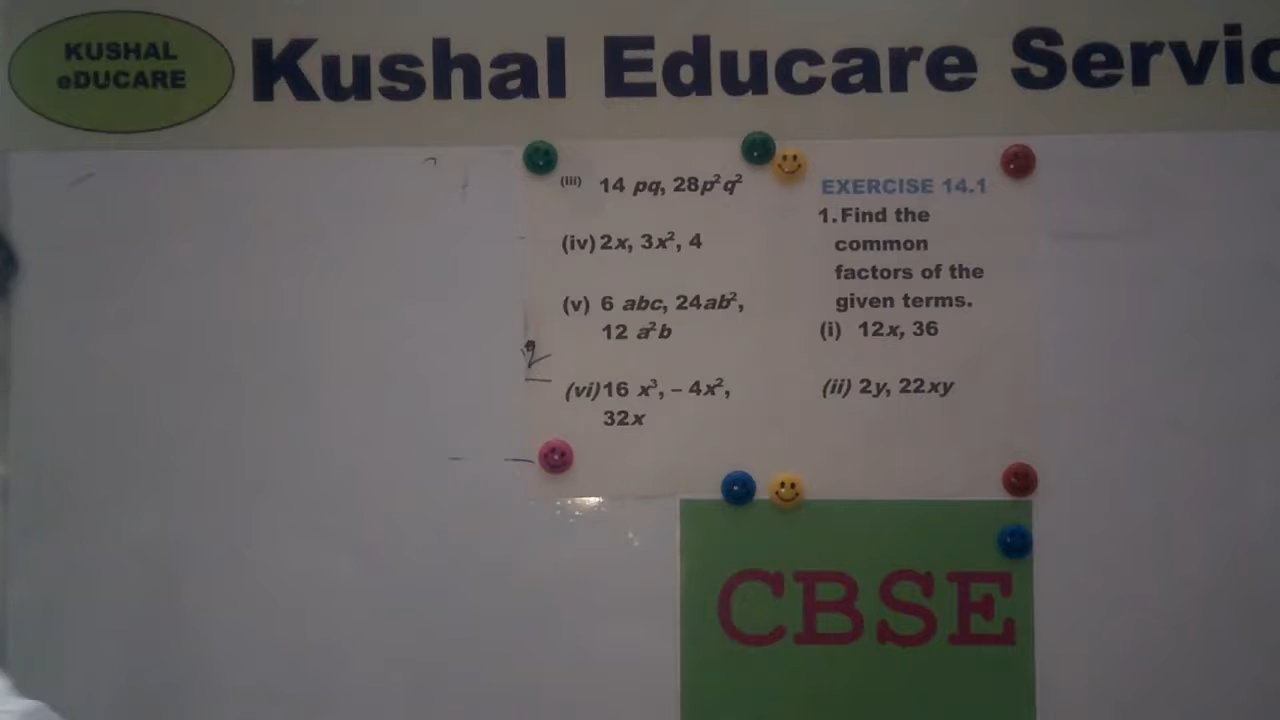 KUSHAL
eDUCARE
Kushal Educare Servic
(iii) 14 pq, 28p²q²
(iv) 2x, 3x², 4
(v) 6 abc, 24ab²,
12 a²b
(vi) 16 x³, – 4x²,
32x
EXERCISE 14.1
1. Find the
common
factors of the
given terms.
(i) 12x, 36
(ii) 2y, 22xy
CBSE